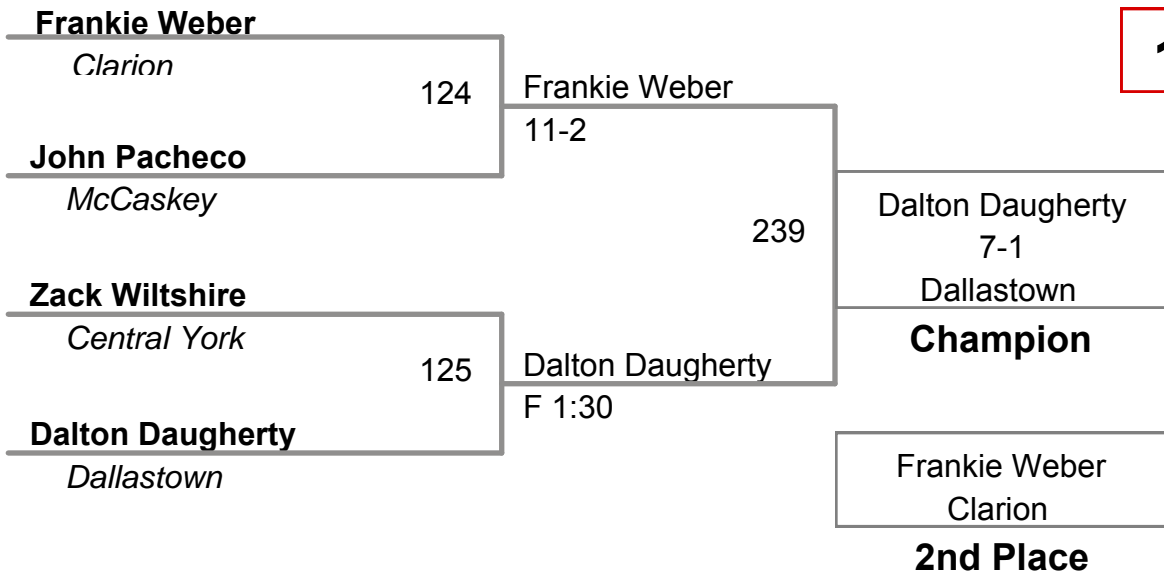 Frankie Weber
Clarion
124
Frankie Weber
11-2
John Pacheco
McCaskey
239
Dalton Daugherty
7-1
Dallastown
Champion
Zack Wiltshire
Central York
125
Dalton Daugherty
F 1:30
Dalton Daugherty
Dallastown
Frankie Weber
Clarion
2nd Place